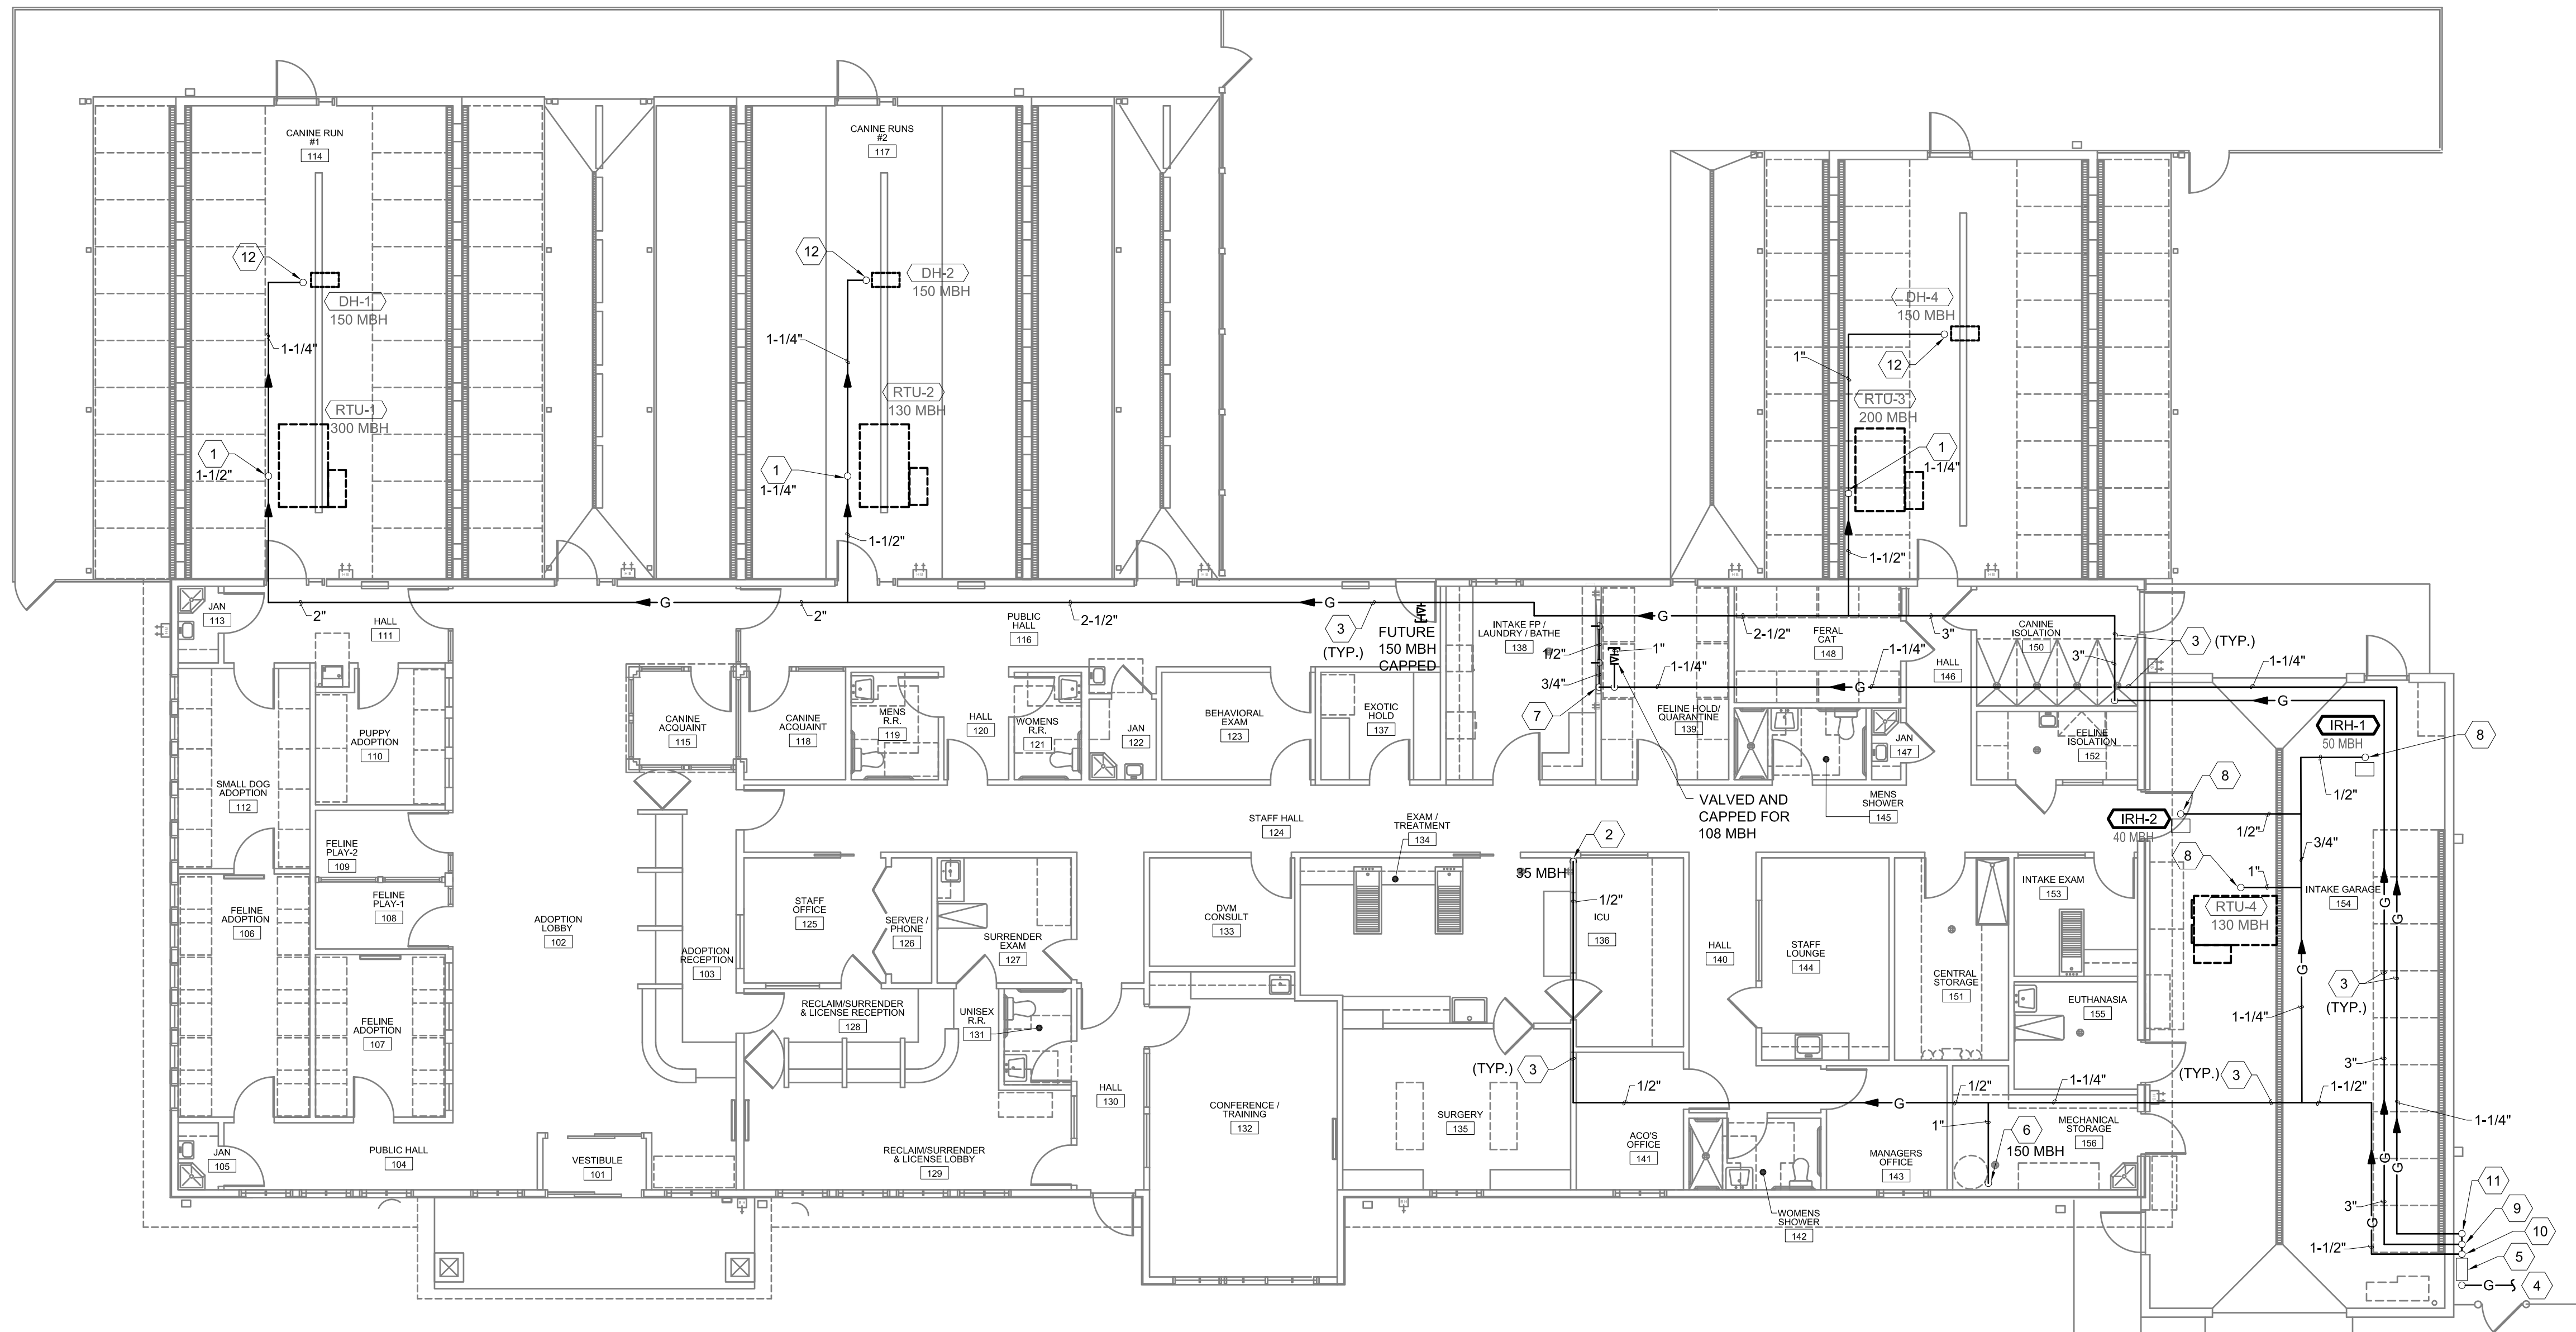 CANINE RUN
#1
114
CANINE RUNS
#2
117
12
DH-1
150 MBH
1-1/4"
RTU-1
300 MBH
1
1-1/2"
12
DH-2
150 MBH
1-1/4"
RTU-2
130 MBH
1
1-1/4"
1-1/2"
DH-4
150 MBH
12
1"
RTU-3
200 MBH
1
1-1/4"
1-1/2"
2"
G
2"
2-1/2"
G
3
(TYP.)
FUTURE
150 MBH
CAPPED
G
2-1/2"
3"
3 (TYP.)
3"
1-1/4"
JAN
113
HALL
111
PUBLIC
HALL
116
INTAKE FP /
LAUNDRY / BATHE
138
1/2"
3/4"
1"
1-1/4"
FERAL
CAT
148
1-1/4"
G
HALL
146
CANINE
ISOLATION
150
G
7
FELINE HOLD/
QUARANTINE
139
CANINE
ACQUAINT
115
CANINE
ACQUAINT
118
MENS
R.R.
119
HALL
120
WOMENS
R.R.
121
JAN
122
BEHAVIORAL
EXAM
123
EXOTIC
HOLD
137
JAN
147
FELINE
ISOLATION
152
IRH-1
50 MBH
8
PUPPY
ADOPTION
110
SMALL DOG
ADOPTION
112
1/2"
1/2"
8
IRH-2
40 MBH
1/2"
3/4"
VALVED AND
CAPPED FOR
108 MBH
MENS
SHOWER
145
STAFF HALL
124
EXAM /
TREATMENT
134
2
35 MBH
1/2"
ICU
136
FELINE
PLAY-2
109
FELINE
PLAY-1
108
8
1"
INTAKE GARAGE
154
RTU-4
130 MBH
INTAKE EXAM
153
G
G
FELINE
ADOPTION
106
ADOPTION
LOBBY
102
ADOPTION
RECEPTION
103
STAFF
OFFICE
125
SERVER /
PHONE
126
SURRENDER
EXAM
127
DVM
CONSULT
133
HALL
140
STAFF
LOUNGE
144
CENTRAL
STORAGE
151
EUTHANASIA
155
G
3
(TYP.)
1-1/4"
FELINE
ADOPTION
107
RECLAIM/SURRENDER
& LICENSE RECEPTION
128
UNISEX
R.R.
131
3"
(TYP.) 3
1/2"
G
1/2"
1-1/4"
(TYP.) 3
1-1/2"
1-1/4"
HALL
130
CONFERENCE /
TRAINING
132
SURGERY
135
ACO'S
OFFICE
141
1"
6
150 MBH
MECHANICAL
STORAGE
156
MANAGERS
OFFICE
143
JAN
105
PUBLIC HALL
104
VESTIBULE
101
RECLAIM/SURRENDER
& LICENSE LOBBY
129
G
G
11
3"
9
G
WOMENS
SHOWER
142
10
1-1/2"
5
G
4